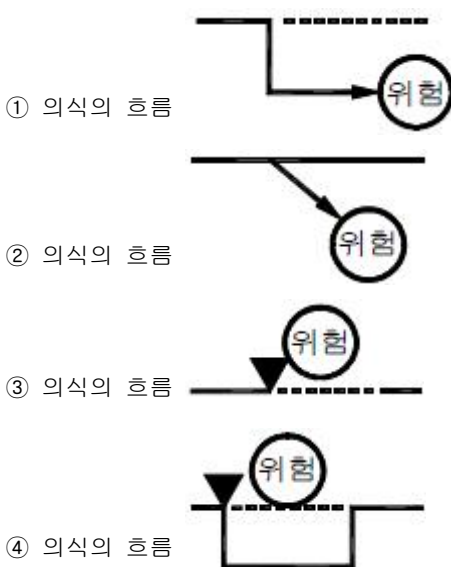 위험
① 의식의 흐름
위험
② 의식의 흐름
위험
③ 의식의 흐름
위험
④ 의식의 흐름